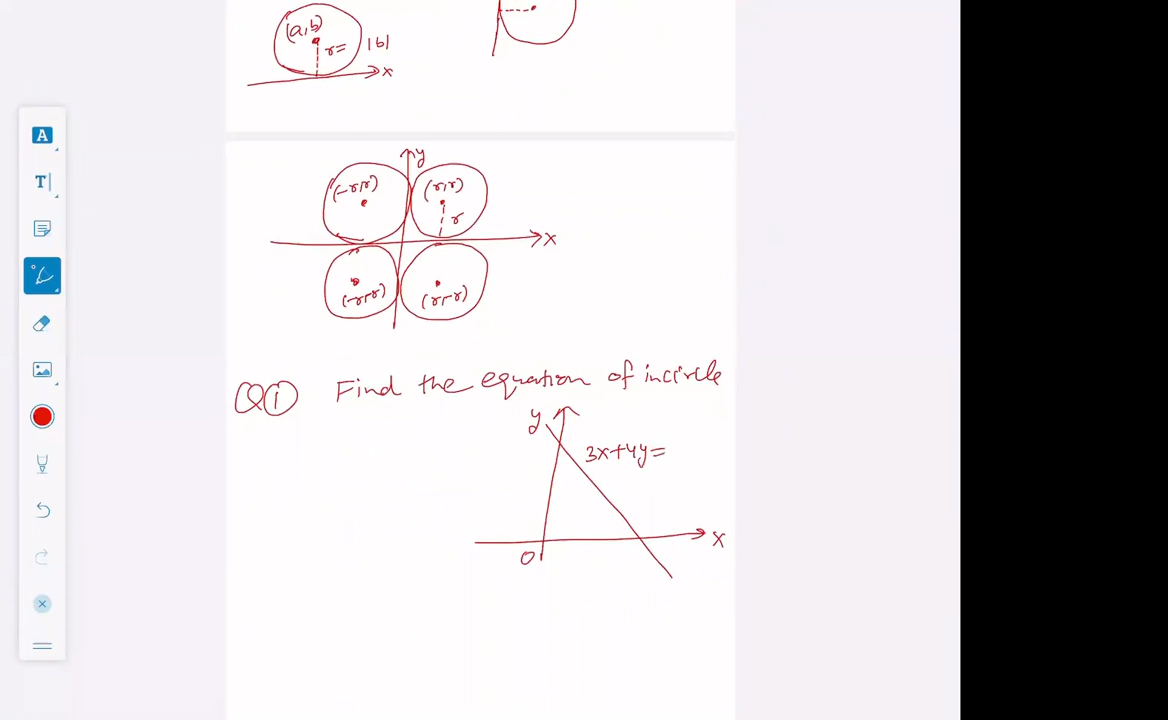 (a,b)
r= |b|
x
y
(-r,r) (r,r)
r
x
(-r,-r) (r,-r)
Q① Find the equation of incircle
y
3x+4y=
x
O
A
T